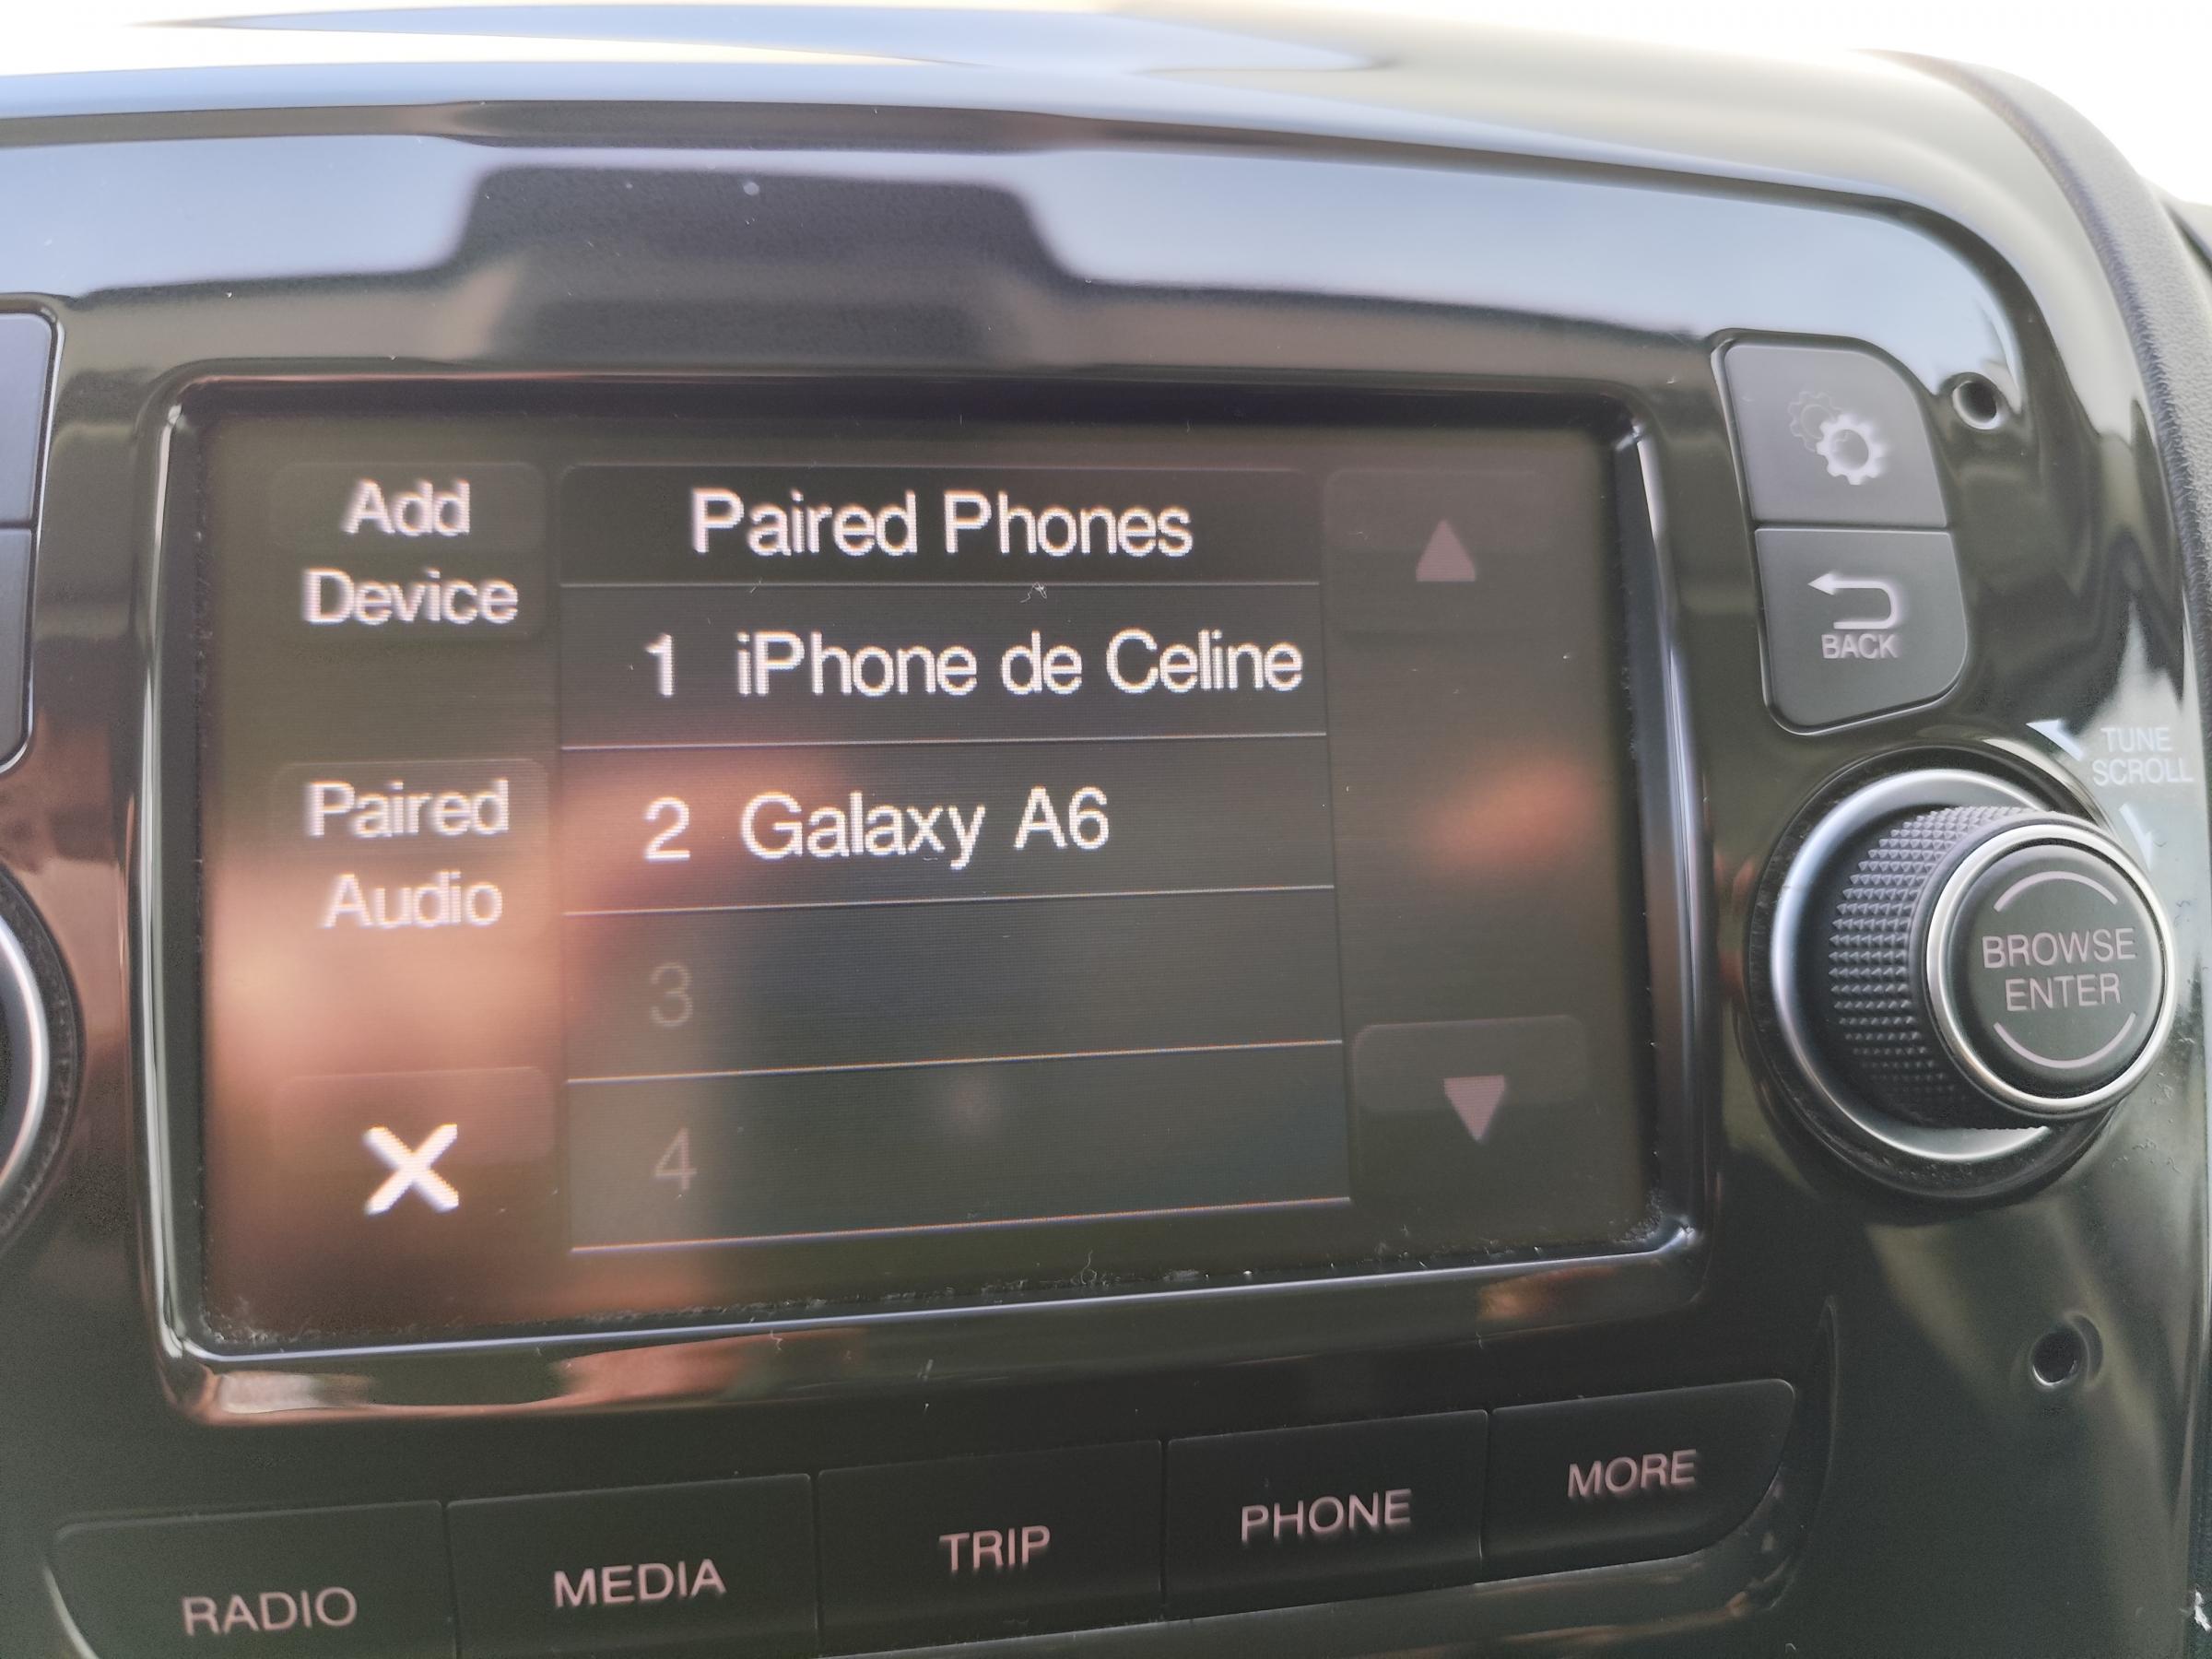 Add
Device
Paired Phones
1 iPhone de Celine
2 Galaxy A6
3
4
Paired
Audio
BACK
TUNE
SCROLL
BROWSE
ENTER
RADIO
MEDIA
TRIP
PHONE
MORE